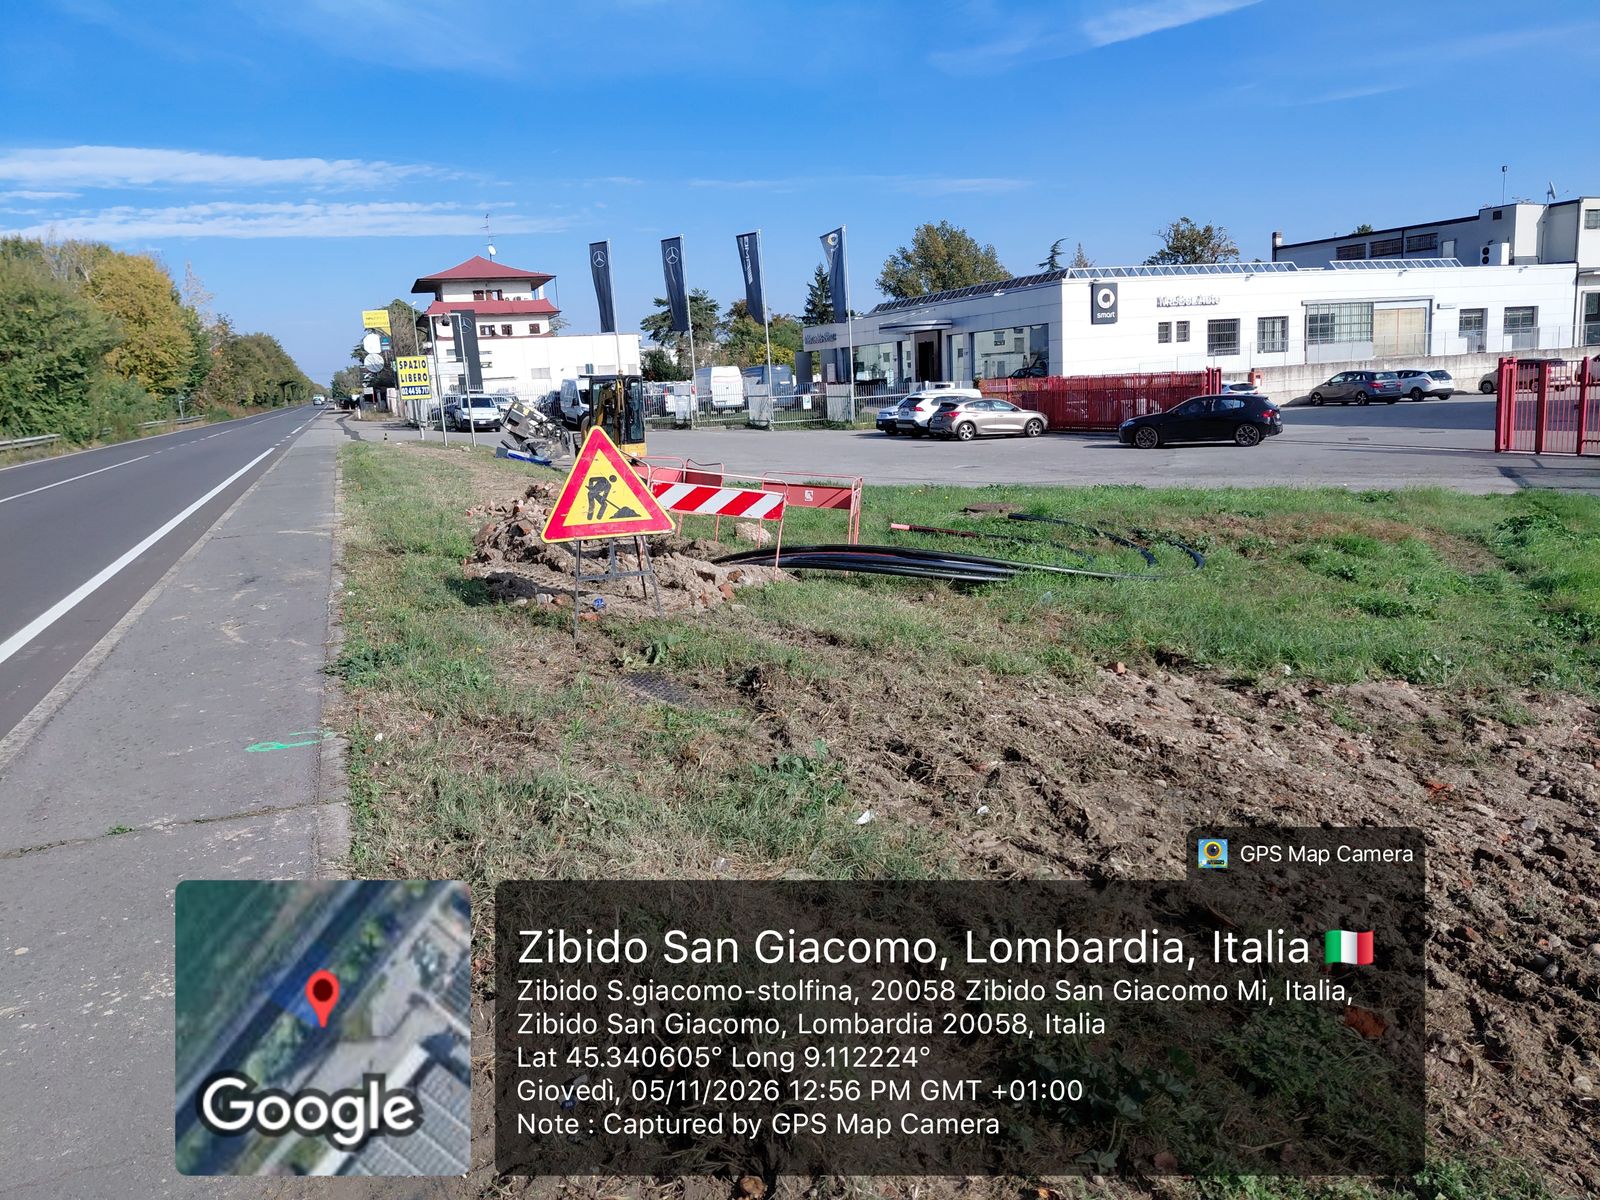 SPAZIO
LIBERO
smart
GPS Map Camera
Zibido San Giacomo, Lombardia, Italia
Zibido S.giacomo-stolfina, 20058 Zibido San Giacomo Mi, Italia,
Zibido San Giacomo, Lombardia 20058, Italia
Lat 45.340605° Long 9.112224°
Giovedì, 05/11/2026 12:56 PM GMT +01:00
Note : Captured by GPS Map Camera
Google